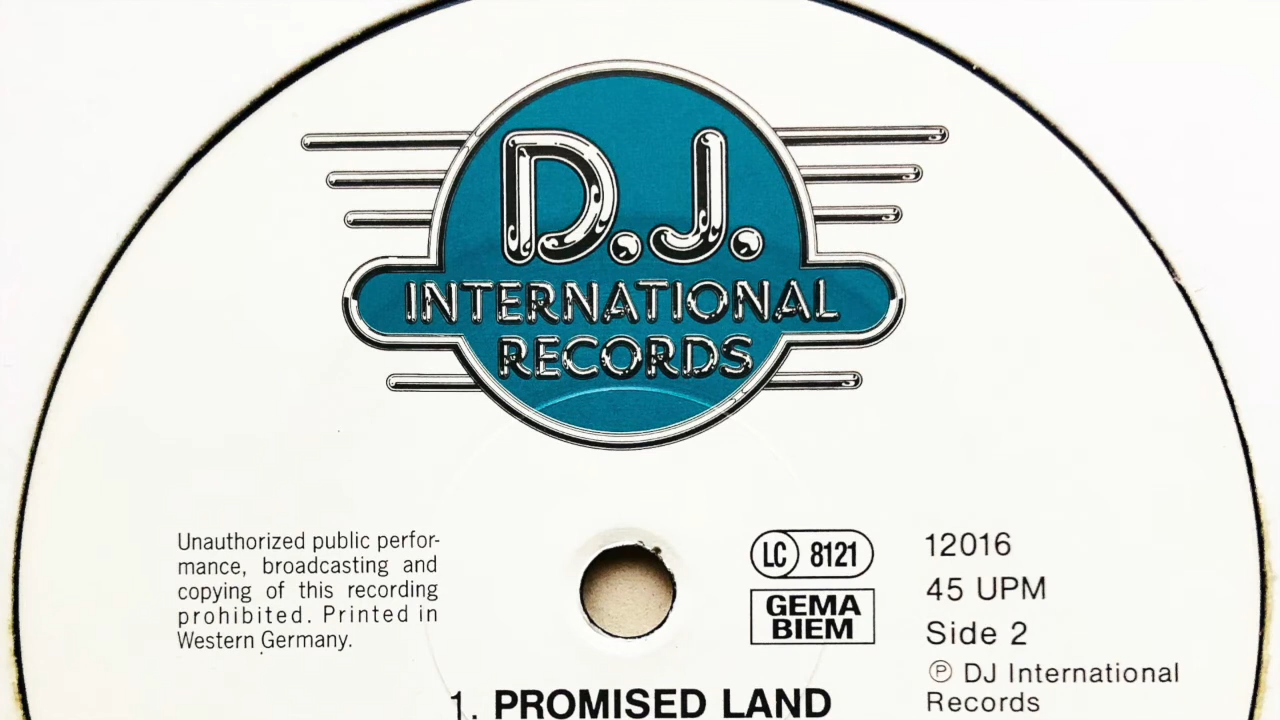 D.J.
INTERNATIONAL
RECORDS
Unauthorized public perfor-
mance, broadcasting and
copying of this recording
prohibited. Printed in
Western Germany.
LC 8121
GEMA
BIEM
12016
45 UPM
Side 2
℗ DJ International
Records
1. PROMISED LAND